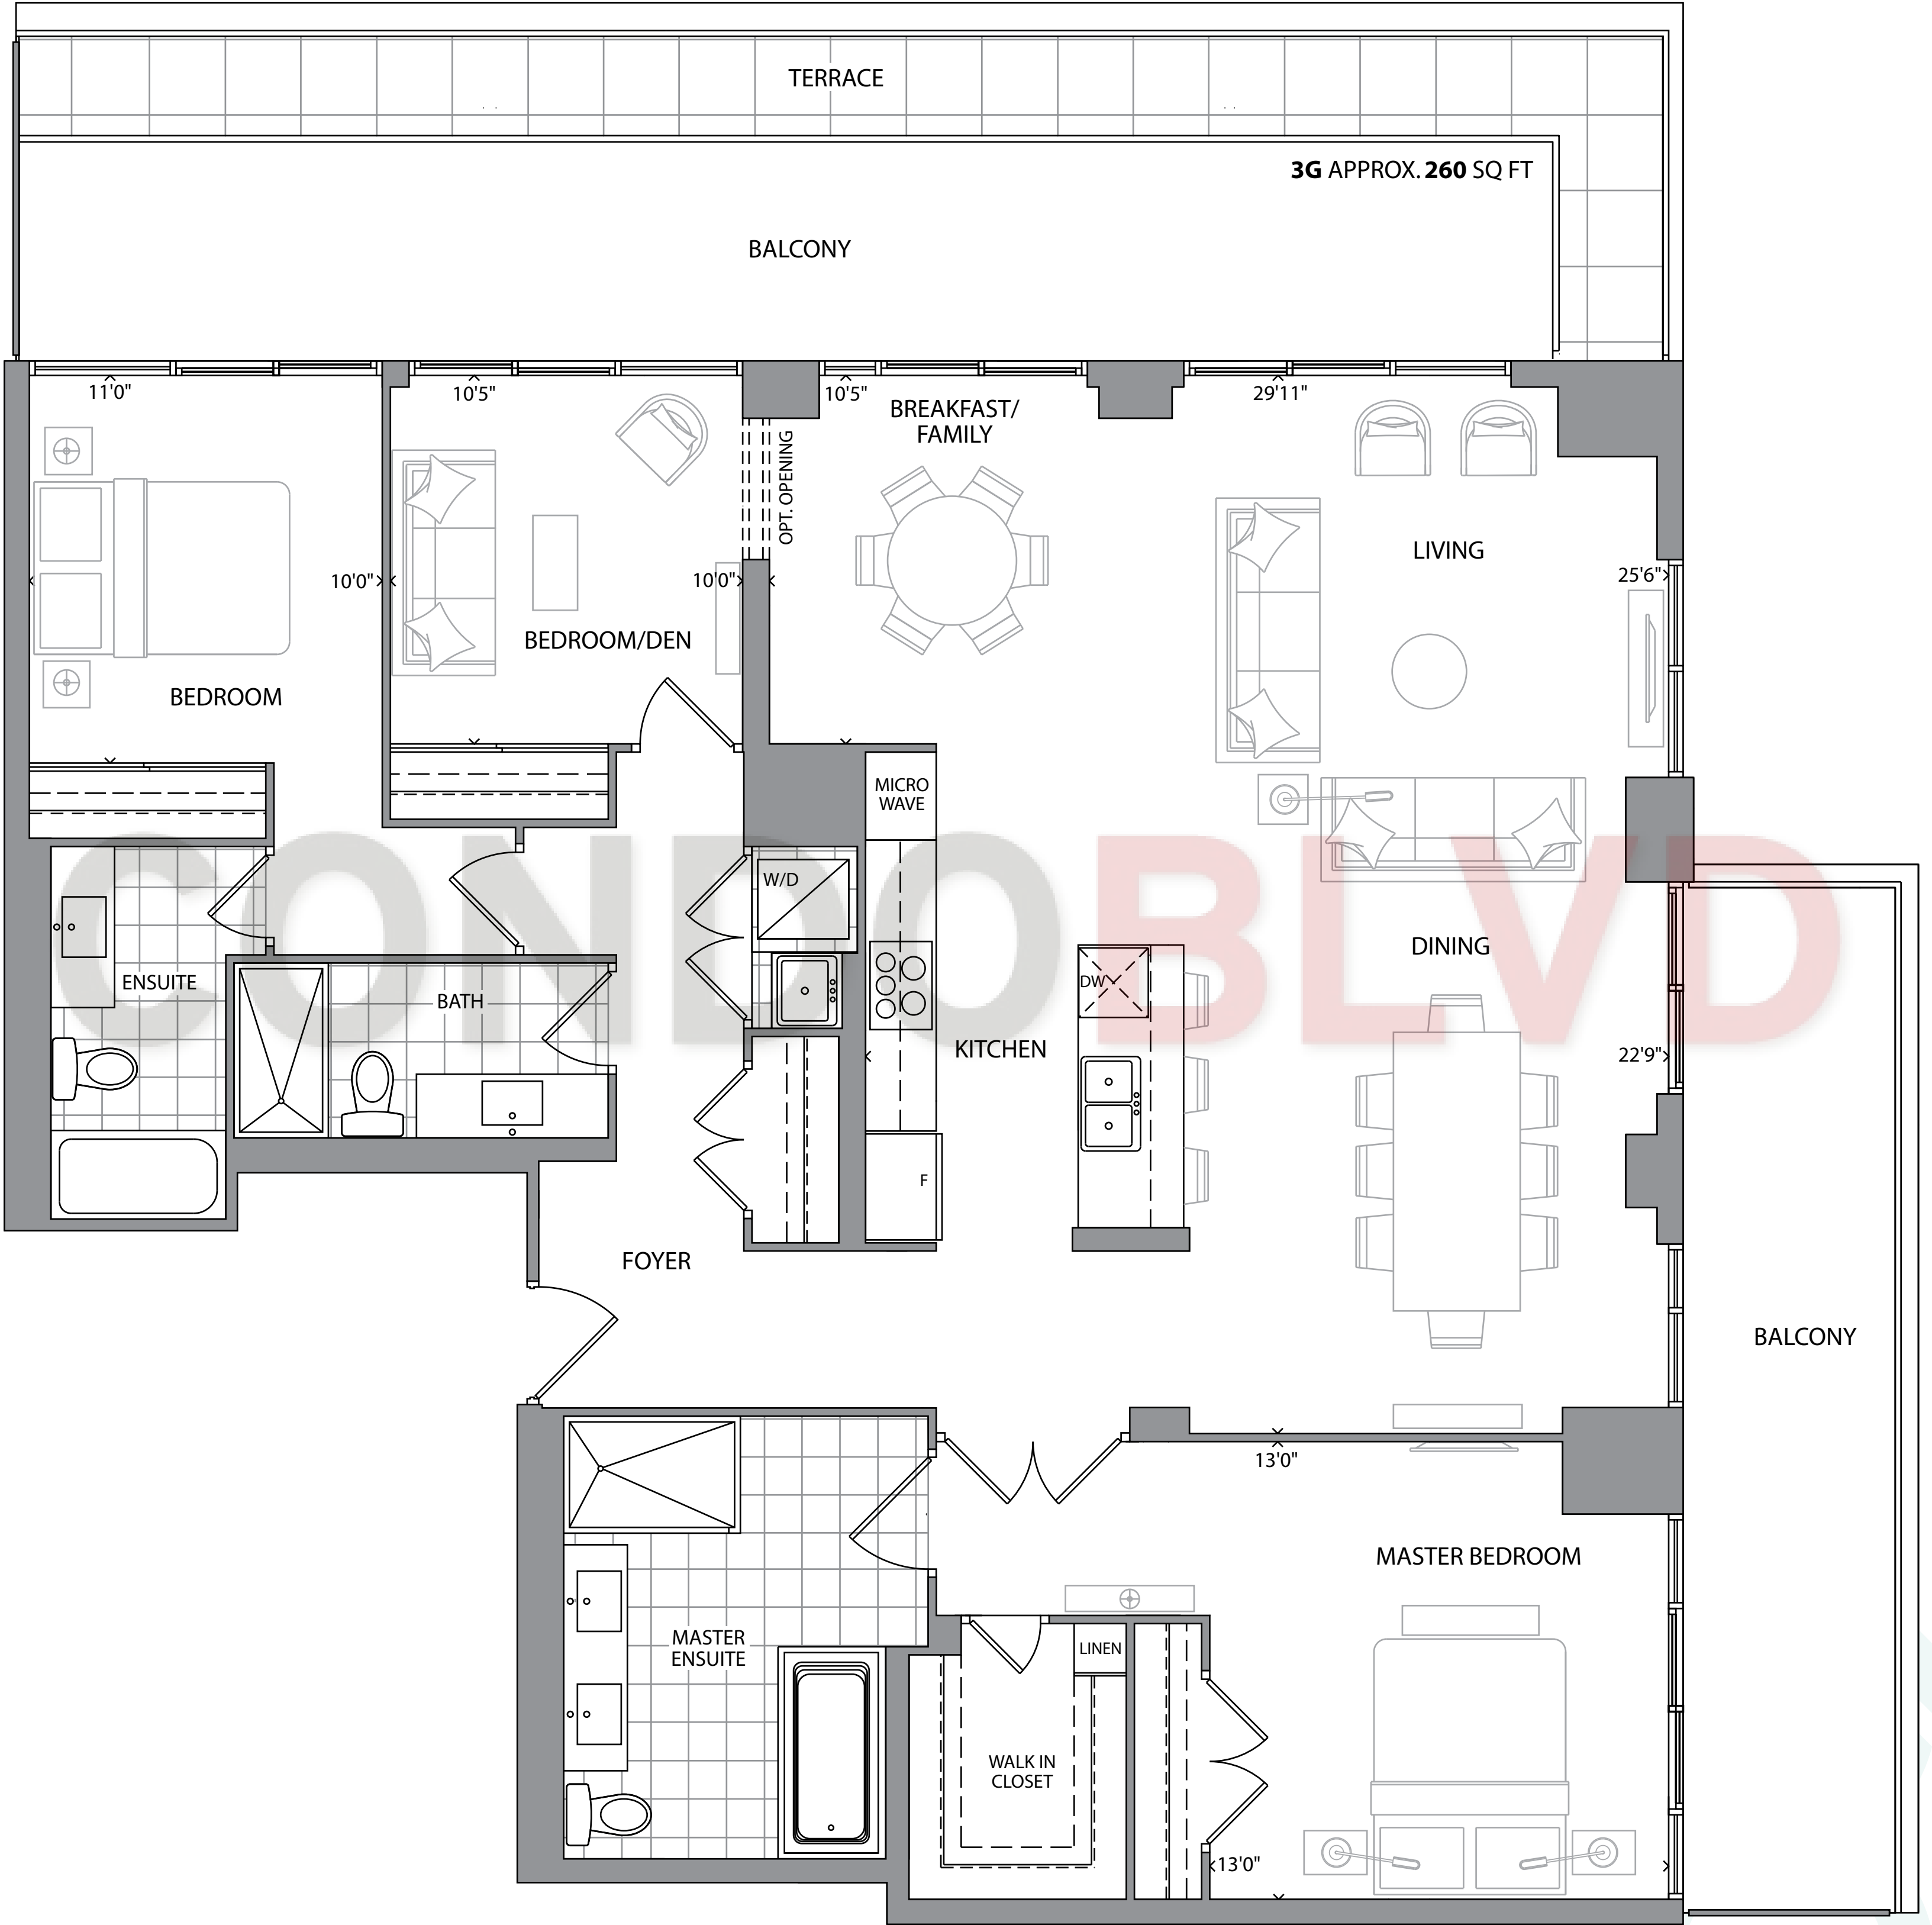 TERRACE
3G APPROX. 260 SQ FT
BALCONY
11'0"
10'5"
10'5"
29'11"
BREAKFAST/
FAMILY
OPT. OPENING
LIVING
10'0"
10'0"
25'6"
BEDROOM/DEN
BEDROOM
MICRO
WAVE
CONDOBLVD
W/D
DINING
ENSUITE
BATH
DW
KITCHEN
22'9"
F
FOYER
BALCONY
13'0"
MASTER BEDROOM
MASTER
ENSUITE
LINEN
WALK IN
CLOSET
13'0"